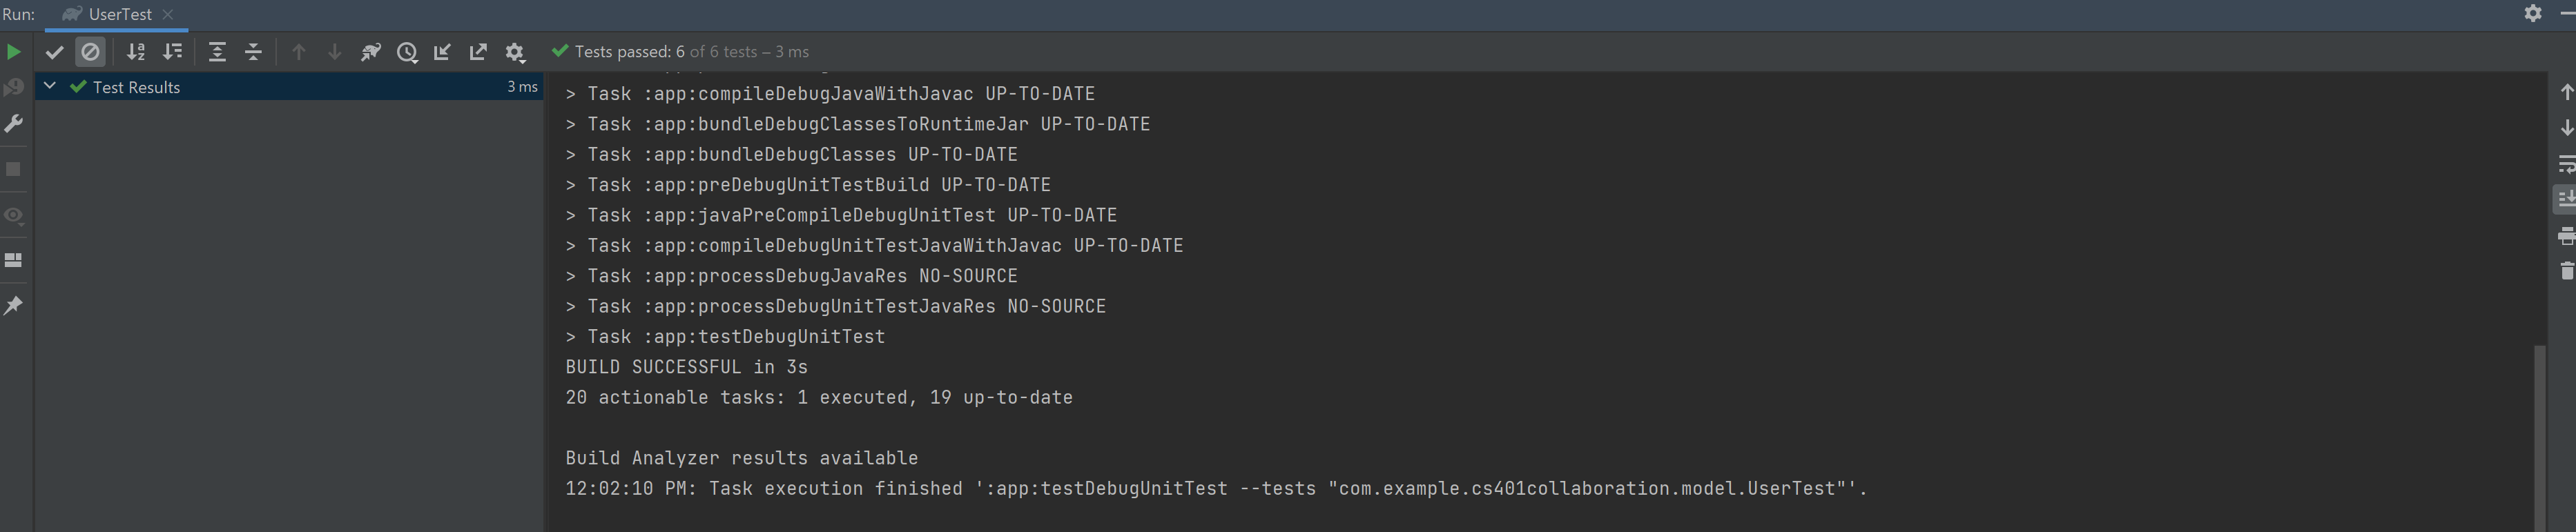 Run: UserTest
Tests passed: 6 of 6 tests – 3 ms
Test Results 3 ms
> Task :app:compileDebugJavaWithJavac UP-TO-DATE
> Task :app:bundleDebugClassesToRuntimeJar UP-TO-DATE
> Task :app:bundleDebugClasses UP-TO-DATE
> Task :app:preDebugUnitTestBuild UP-TO-DATE
> Task :app:javaPreCompileDebugUnitTest UP-TO-DATE
> Task :app:compileDebugUnitTestJavaWithJavac UP-TO-DATE
> Task :app:processDebugJavaRes NO-SOURCE
> Task :app:processDebugUnitTestJavaRes NO-SOURCE
> Task :app:testDebugUnitTest
BUILD SUCCESSFUL in 3s
20 actionable tasks: 1 executed, 19 up-to-date
Build Analyzer results available
12:02:10 PM: Task execution finished ':app:testDebugUnitTest --tests "com.example.cs401collaboration.model.UserTest"'.